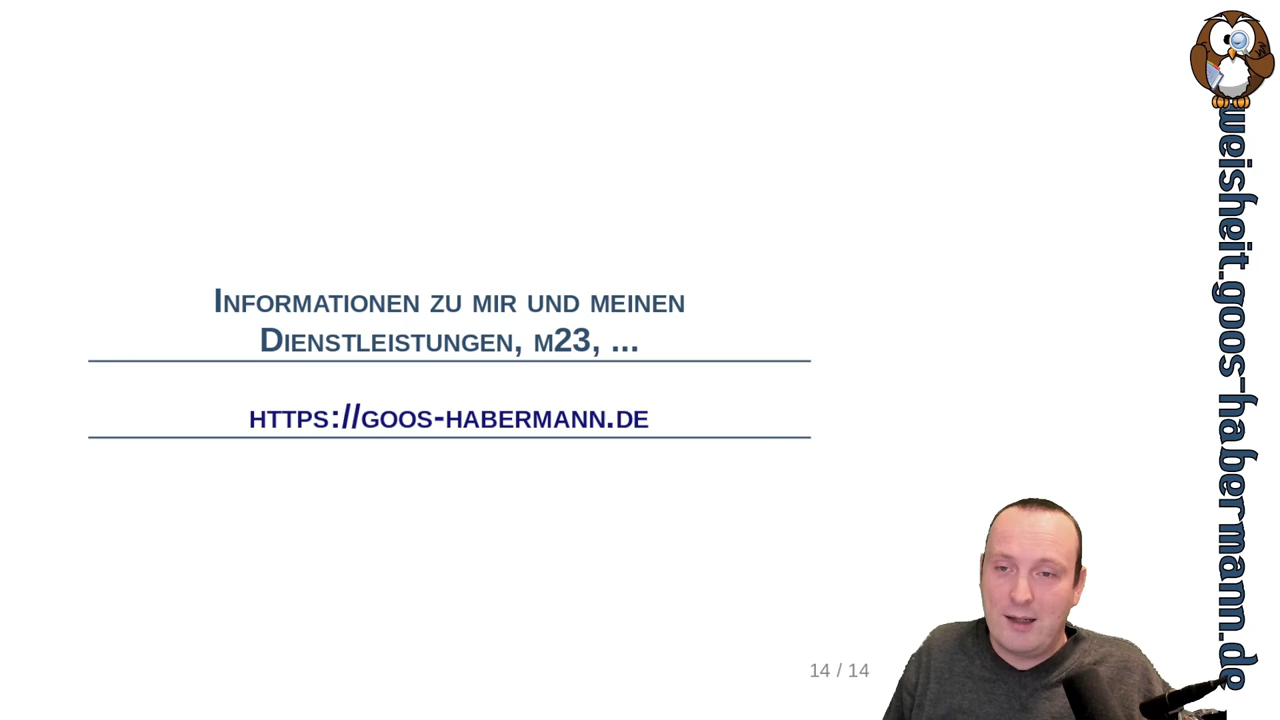 Informationen zu mir und meinen
Dienstleistungen, m23, ...
https://goos-habermann.de
14 / 14
weisheit.goos-habermann.de